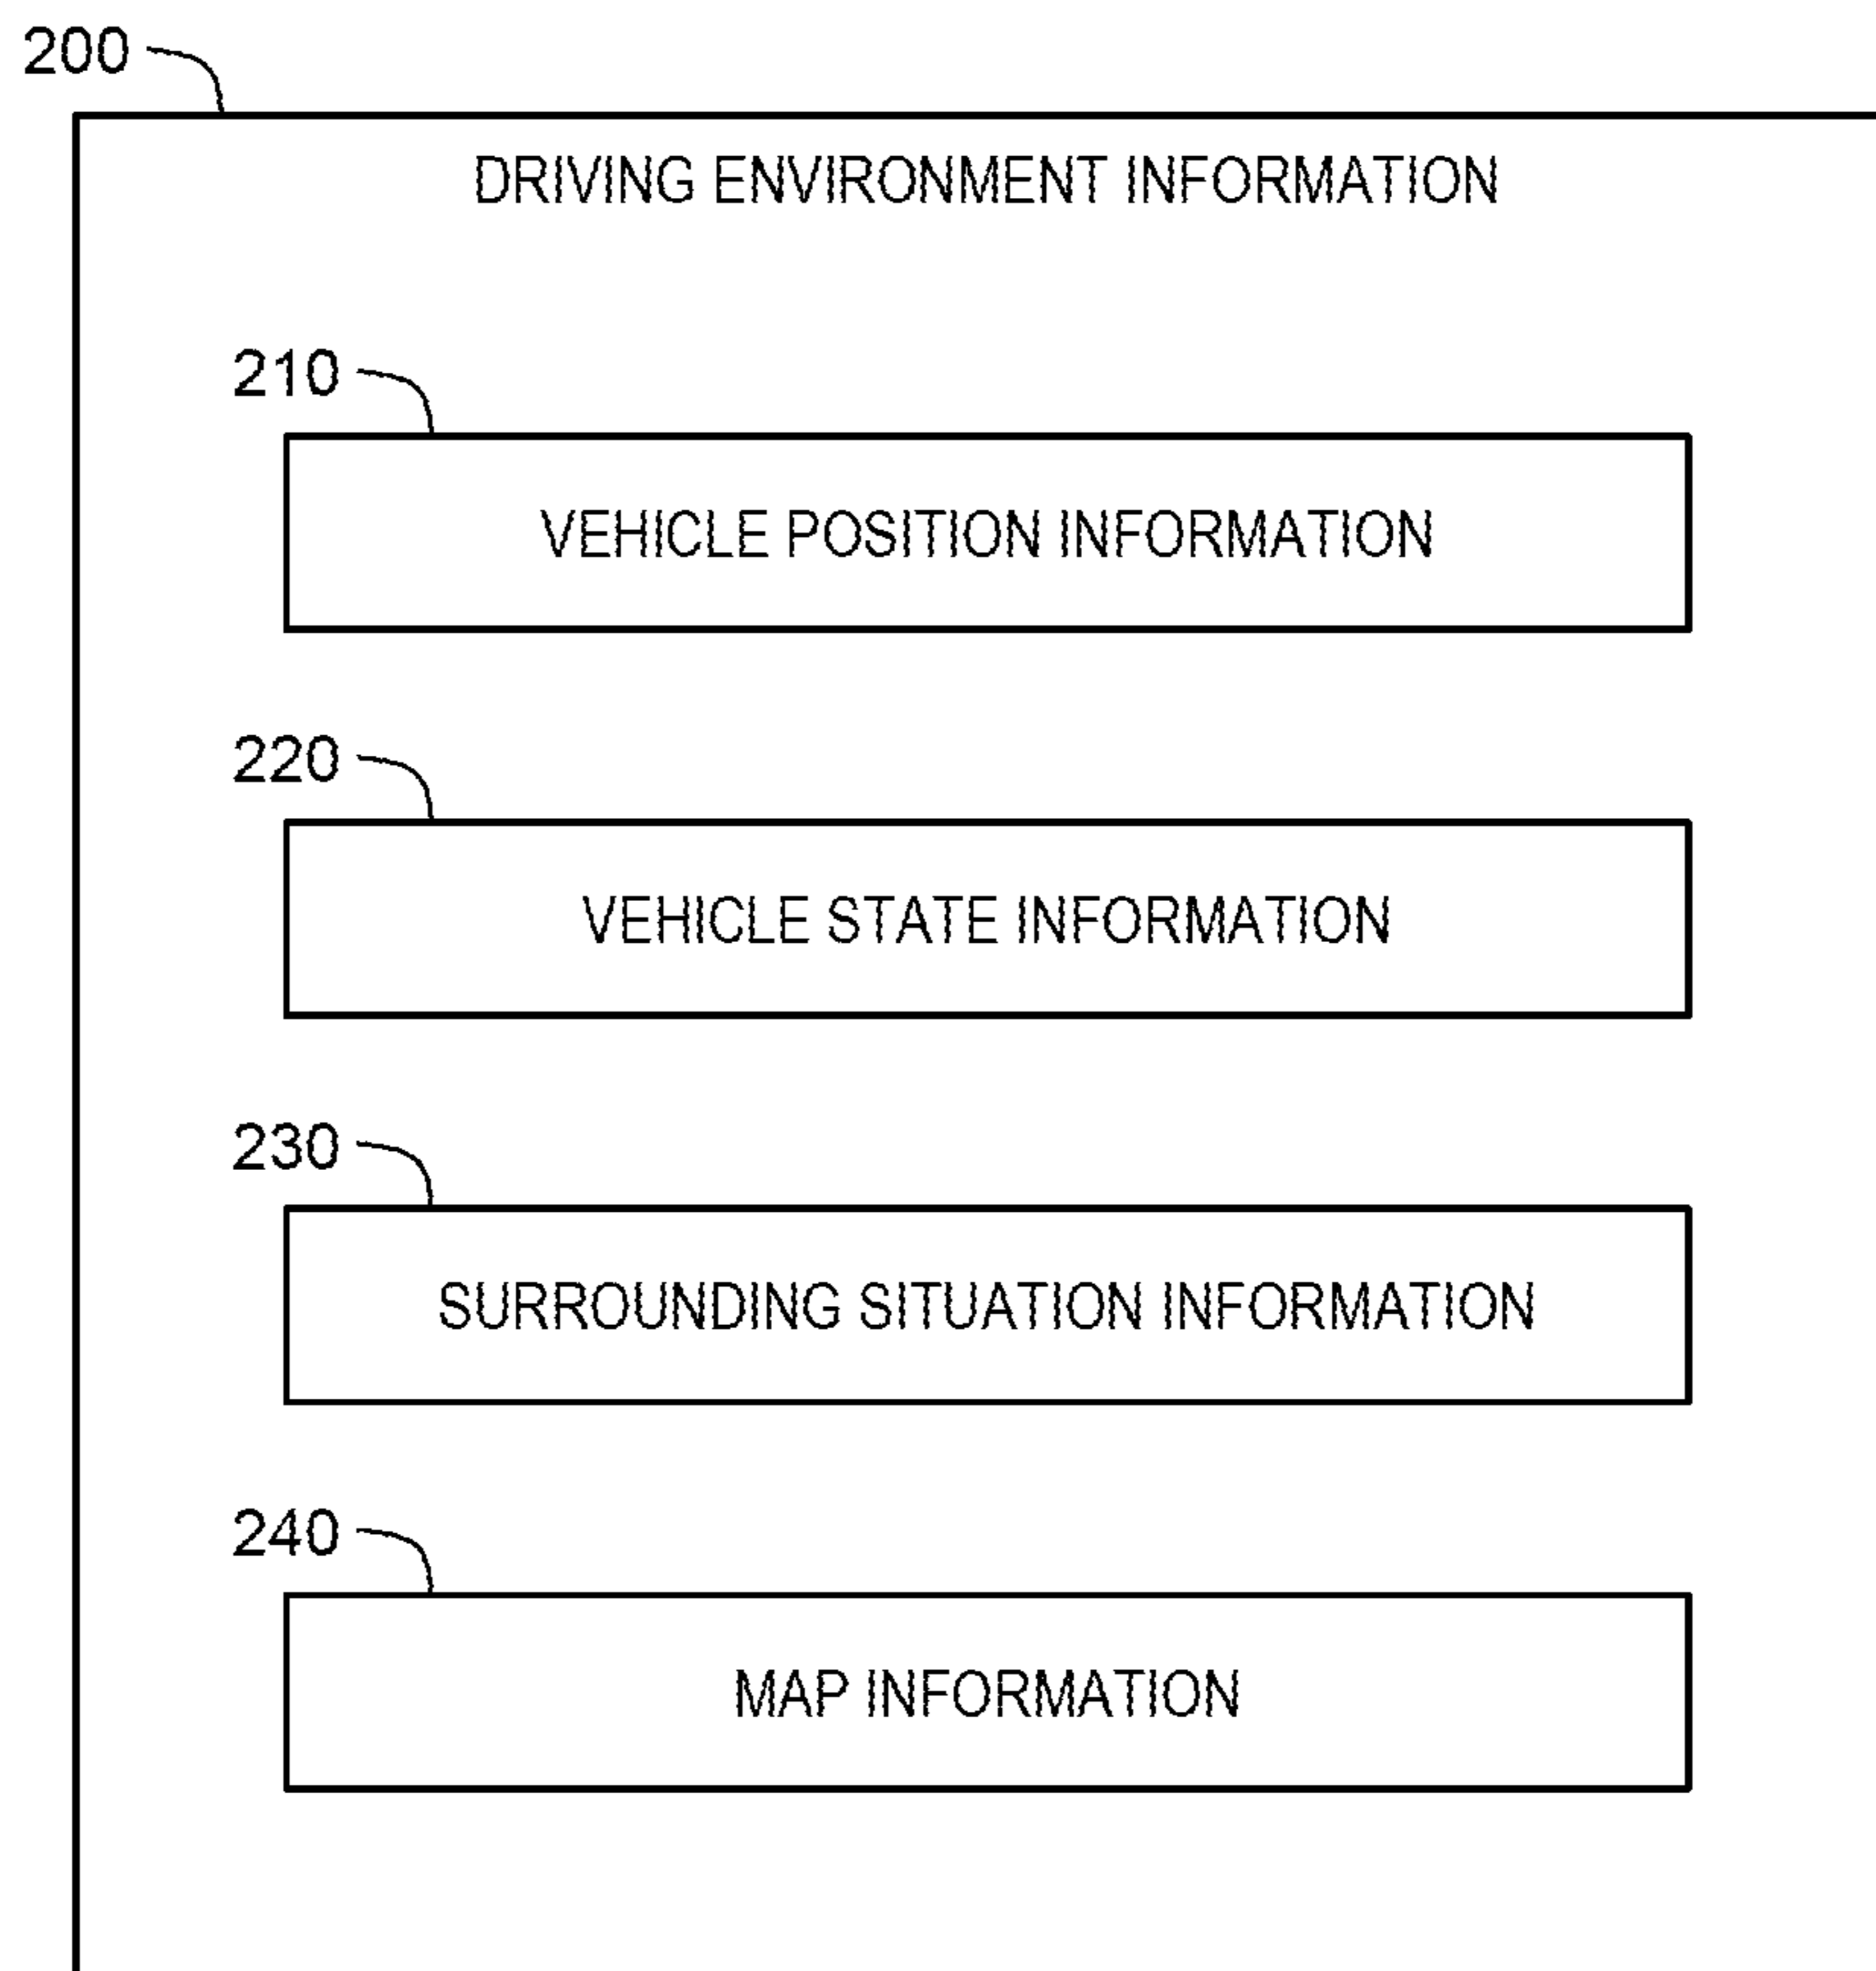 200
DRIVING ENVIRONMENT INFORMATION
210
VEHICLE POSITION INFORMATION
220
VEHICLE STATE INFORMATION
230
SURROUNDING SITUATION INFORMATION
240
MAP INFORMATION